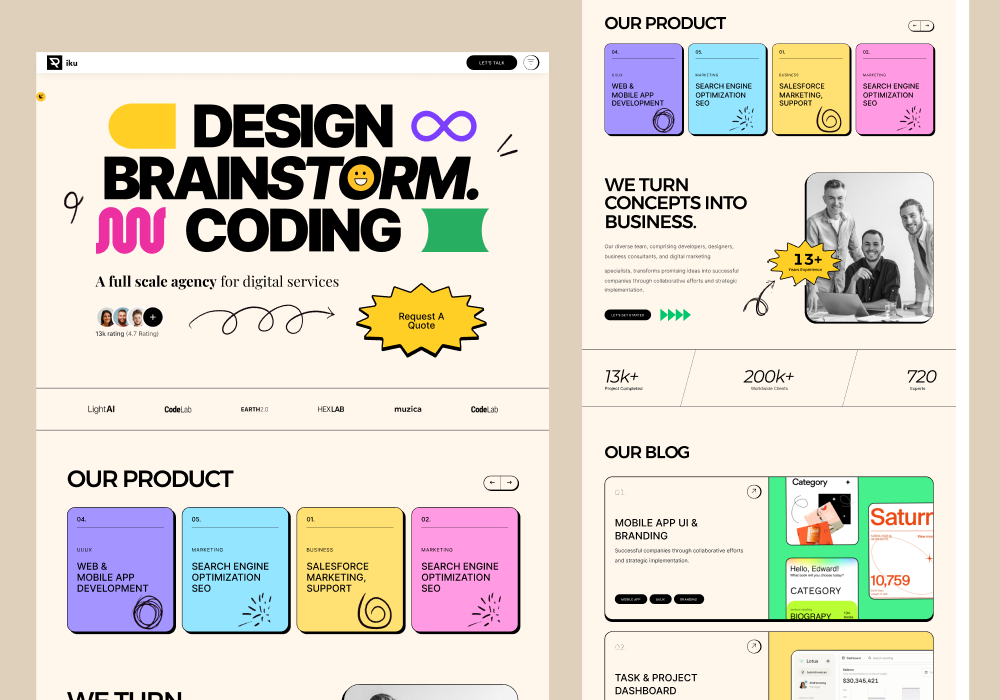 iku
LET'S TALK
DESIGN
BRAINSTORM.
CODING
A full scale agency for digital services
13k rating (4.7 Rating)
Request A
Quote
LightAI
CodeLab
EARTH2.0
HEXLAB
muzica
CodeLab
OUR PRODUCT
04.
UI/UX
WEB &
MOBILE APP
DEVELOPMENT
05.
MARKETING
SEARCH ENGINE
OPTIMIZATION
SEO
01.
BUSINESS
SALESFORCE
MARKETING,
SUPPORT
02.
MARKETING
SEARCH ENGINE
OPTIMIZATION
SEO
WE TURN
OUR PRODUCT
04.
UI/UX
WEB &
MOBILE APP
DEVELOPMENT
05.
MARKETING
SEARCH ENGINE
OPTIMIZATION
SEO
01.
BUSINESS
SALESFORCE
MARKETING,
SUPPORT
02.
MARKETING
SEARCH ENGINE
OPTIMIZATION
SEO
WE TURN
CONCEPTS INTO
BUSINESS.
Our diverse team, comprising developers, designers,
business consultants, and digital marketing
specialists, transforms promising ideas into successful
companies through collaborative efforts and strategic
implementation.
LET'S GET STARTED
13+
Years Experience
13k+
Project Completed
200k+
Worldwide Clients
720
Experts
OUR BLOG
01.
MOBILE APP UI &
BRANDING
Successful companies through collaborative efforts
and strategic implementation.
MOBILE APP
UI/UX
BRANDING
Category
Hello, Edward!
What book will you choose today?
CATEGORY
BIOGRAPY
Saturn
10,759
02.
TASK & PROJECT
DASHBOARD
Lotus
Dashboard
Balance
$30,345,421